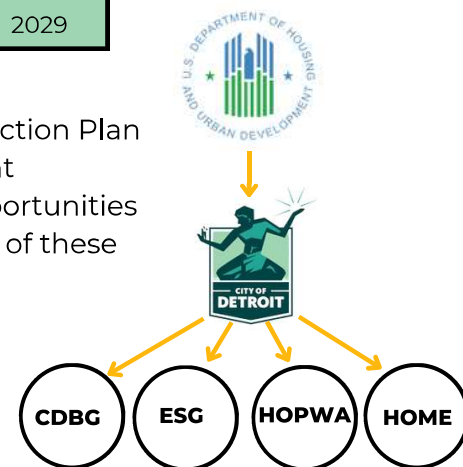 2029
U.S. DEPARTMENT OF HOUSING
AND URBAN DEVELOPMENT
ction Plan
t
portunities
of these
CITY OF
DETROIT
CDBG
ESG
HOPWA
HOME